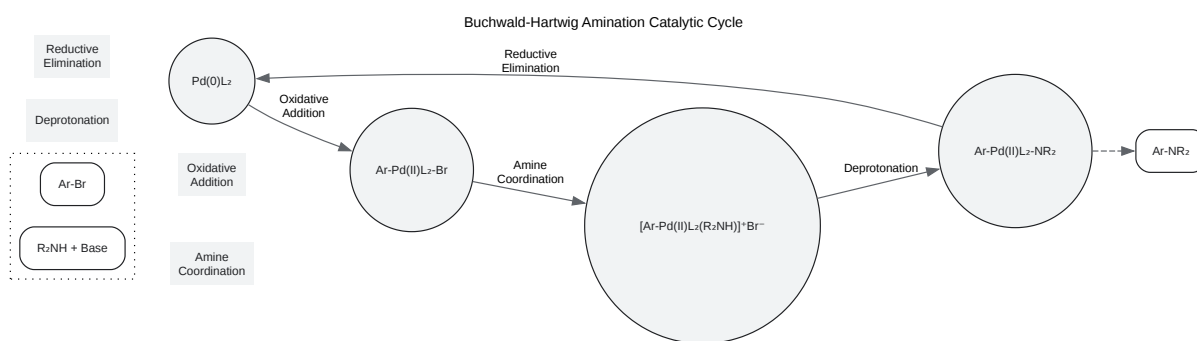 Buchwald-Hartwig Amination Catalytic Cycle
Reductive
Elimination
Deprotonation
Ar-Br
R₂NH + Base
Oxidative
Addition
Amine
Coordination
Pd(0)L₂
Oxidative
Addition
Ar-Pd(II)L₂-Br
Amine
Coordination
Reductive
Elimination
[Ar-Pd(II)L₂(R₂NH)]⁺Br⁻
Deprotonation
Ar-Pd(II)L₂-NR₂
Ar-NR₂